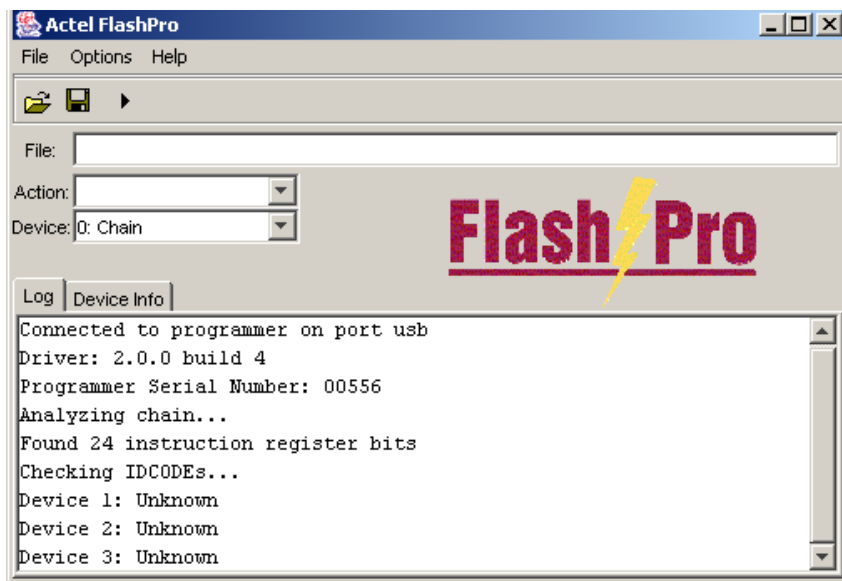 Actel FlashPro
File Options Help
File:
Action:
Device: 0: Chain
Flash Pro
Log Device Info
Connected to programmer on port usb
Driver: 2.0.0 build 4
Programmer Serial Number: 00556
Analyzing chain...
Found 24 instruction register bits
Checking IDCODEs...
Device 1: Unknown
Device 2: Unknown
Device 3: Unknown